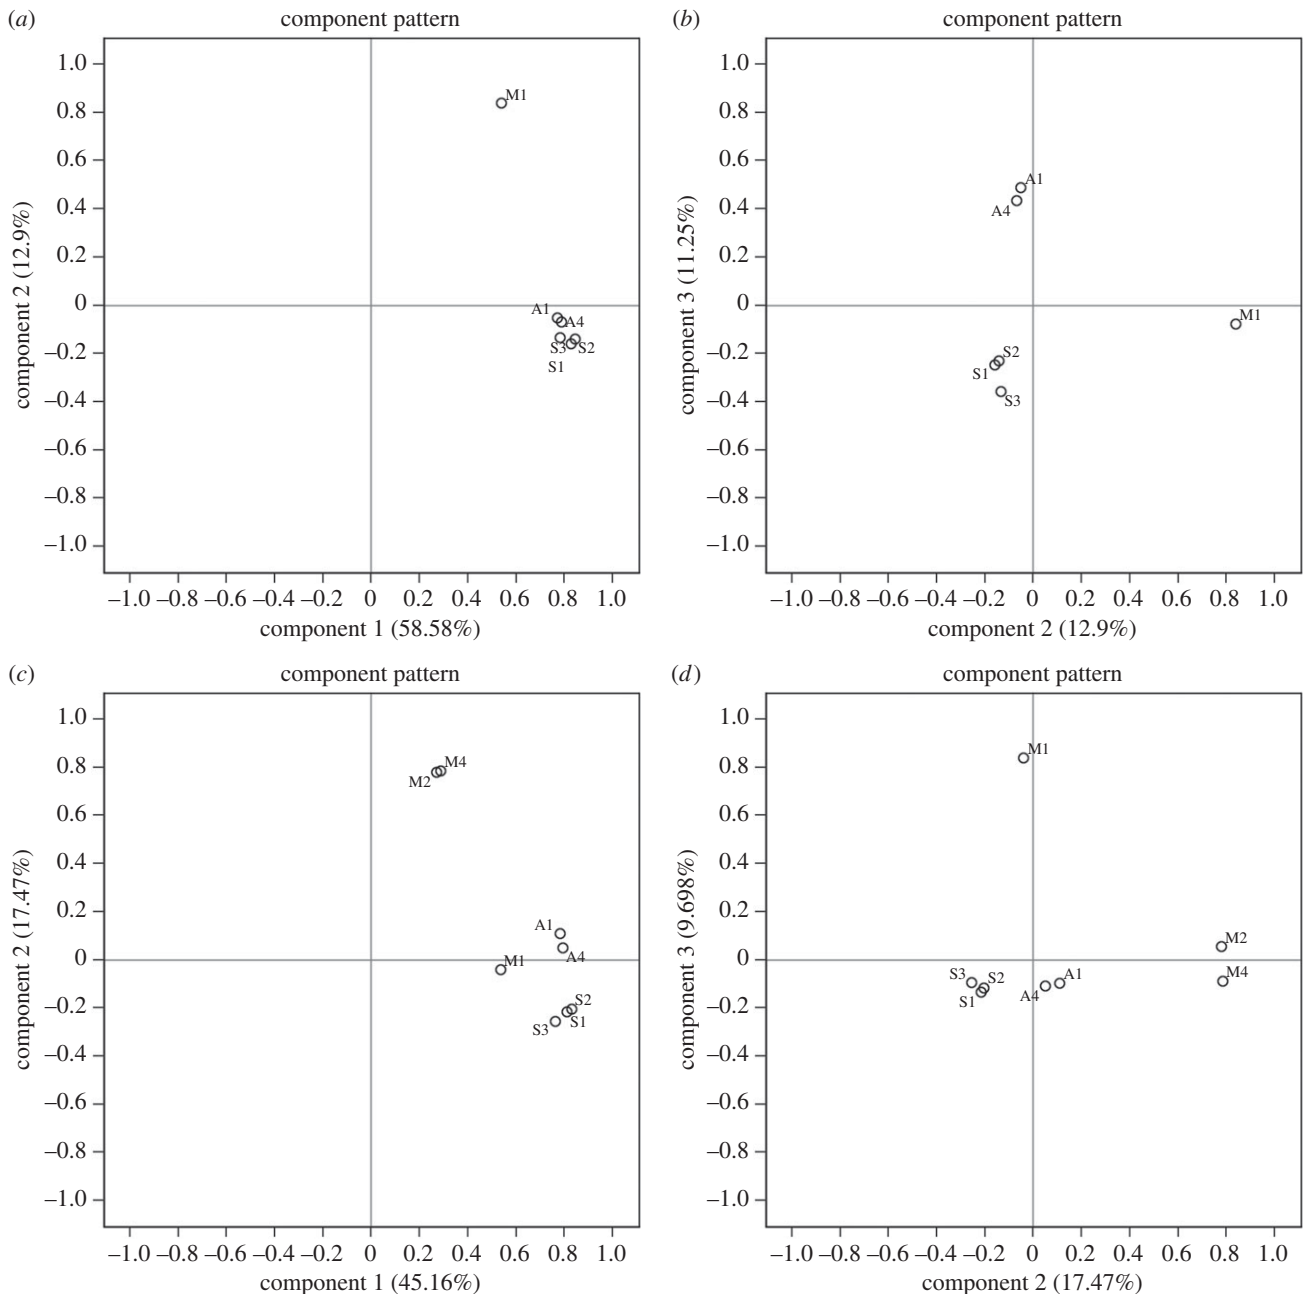 (a)
component pattern
1.0
0.8
0.6
0.4
0.2
0
–0.2
–0.4
–0.6
–0.8
–1.0
component 2 (12.9%)
M1
A1
A4
S3
S2
S1
–1.0 –0.8 –0.6 –0.4 –0.2 0 0.2 0.4 0.6 0.8 1.0
component 1 (58.58%)
(b)
component pattern
1.0
0.8
0.6
0.4
0.2
0
–0.2
–0.4
–0.6
–0.8
–1.0
component 3 (11.25%)
A1
A4
M1
S2
S1
S3
–1.0 –0.8 –0.6 –0.4 –0.2 0 0.2 0.4 0.6 0.8 1.0
component 2 (12.9%)
(c)
component pattern
1.0
0.8
0.6
0.4
0.2
0
–0.2
–0.4
–0.6
–0.8
–1.0
component 2 (17.47%)
M4
M2
A1
A4
M1
S2
S1
S3
–1.0 –0.8 –0.6 –0.4 –0.2 0 0.2 0.4 0.6 0.8 1.0
component 1 (45.16%)
(d)
component pattern
1.0
0.8
0.6
0.4
0.2
0
–0.2
–0.4
–0.6
–0.8
–1.0
component 3 (9.698%)
M1
M2
M4
S3
S2
S1
A4
A1
–1.0 –0.8 –0.6 –0.4 –0.2 0 0.2 0.4 0.6 0.8 1.0
component 2 (17.47%)